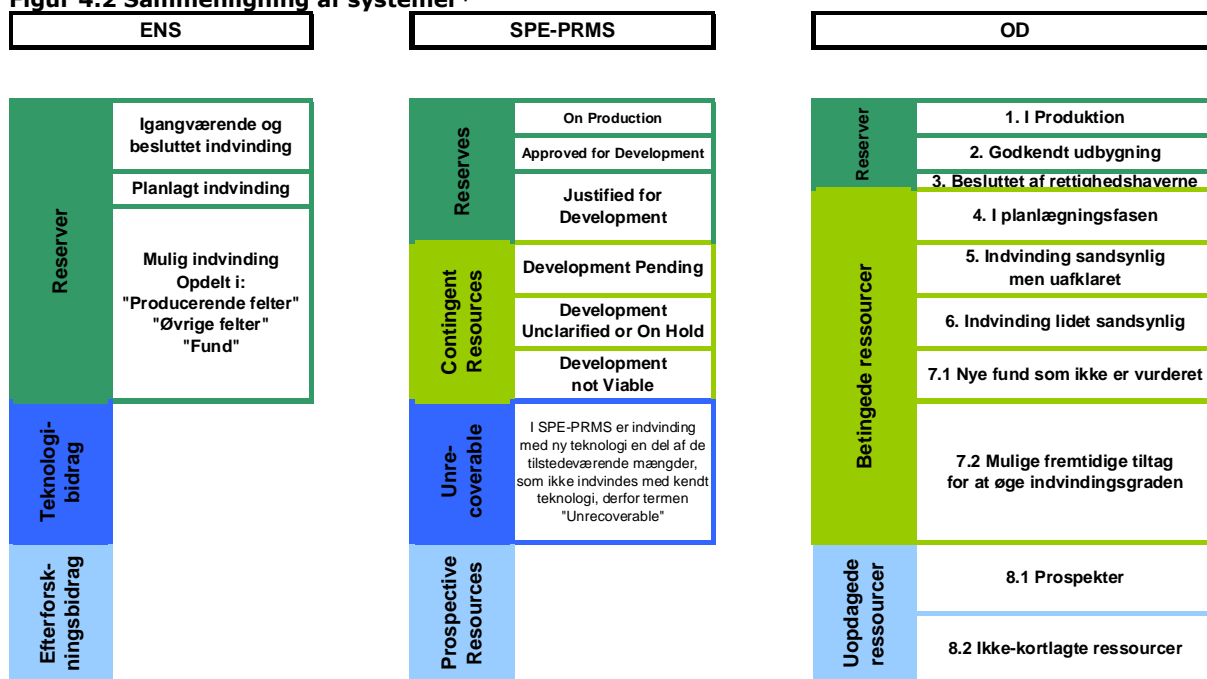 Figur 4.2 Sammenligning af systemer
ENS
Reserver
Igangværende og
besluttet indvinding
Planlagt indvinding
Mulig indvinding
Opdelt i:
"Producerende felter"
"Øvrige felter"
"Fund"
Teknologi-
bidrag
Efterforsk-
ningsbidrag
SPE-PRMS
Reserves
On Production
Approved for Development
Justified for
Development
Contingent
Resources
Development Pending
Development
Unclarified or On Hold
Development
not Viable
Unre-
coverable
I SPE-PRMS er indvinding
med ny teknologi en del af de
tilstedeværende mængder,
som ikke indvindes med kendt
teknologi, derfor termen
"Unrecoverable"
Prospective
Resources
OD
Reserver
1. I Produktion
2. Godkendt udbygning
3. Besluttet af rettighedshaverne
Betingede ressourcer
4. I planlægningsfasen
5. Indvinding sandsynlig
men uafklaret
6. Indvinding lidet sandsynlig
7.1 Nye fund som ikke er vurderet
7.2 Mulige fremtidige tiltag
for at øge indvindingsgraden
Uopdagede
ressourcer
8.1 Prospekter
8.2 Ikke-kortlagte ressourcer